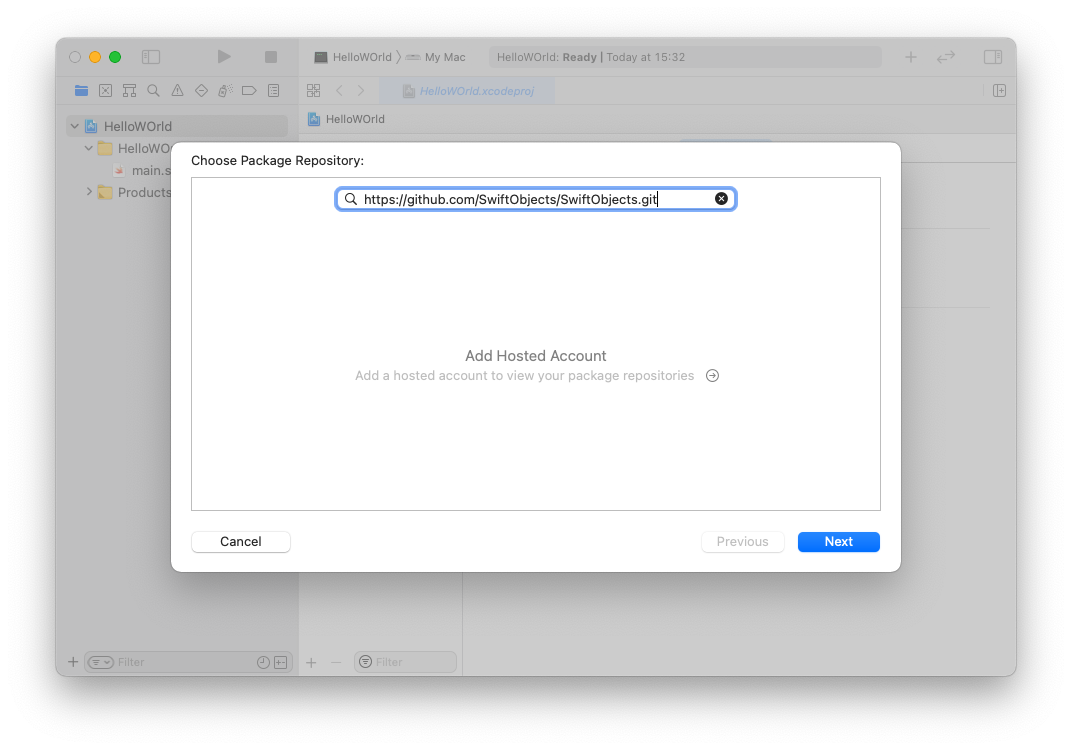 HelloWOrld 〉 My Mac
HelloWOrld: Ready | Today at 15:32
HelloWOrld.xcodeproj
HelloWOrld
HelloWOrld
HelloWO
main.s
Products
Choose Package Repository:
https://github.com/SwiftObjects/SwiftObjects.git
Add Hosted Account
Add a hosted account to view your package repositories
Cancel
Previous
Next
Filter
Filter